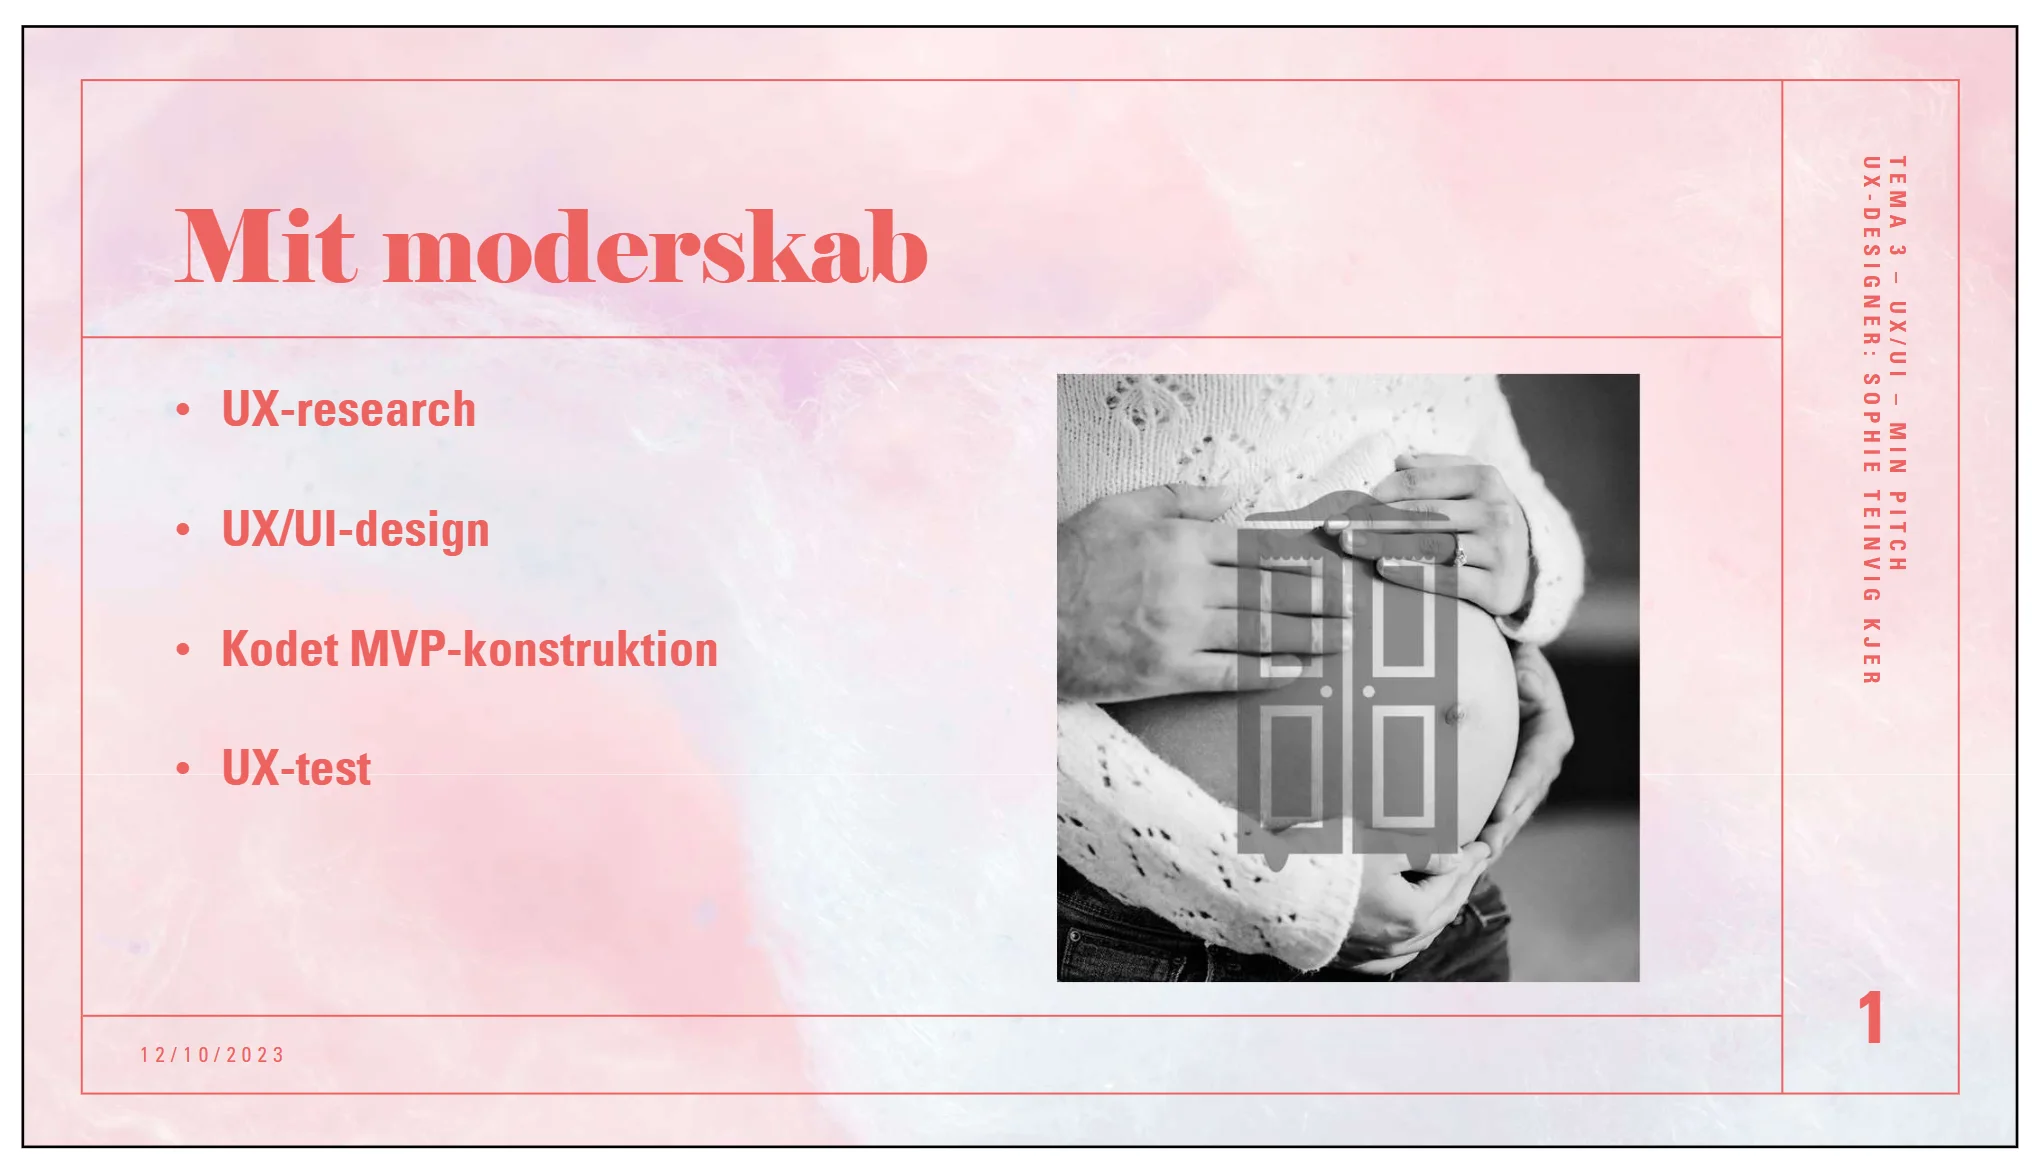 Mit moderskab
• UX-research
• UX/UI-design
• Kodet MVP-konstruktion
• UX-test
12/10/2023
TEMA 3 – UX/UI – MIN PITCH
UX-DESIGNER: SOPHIE TEINVIG KJER
1